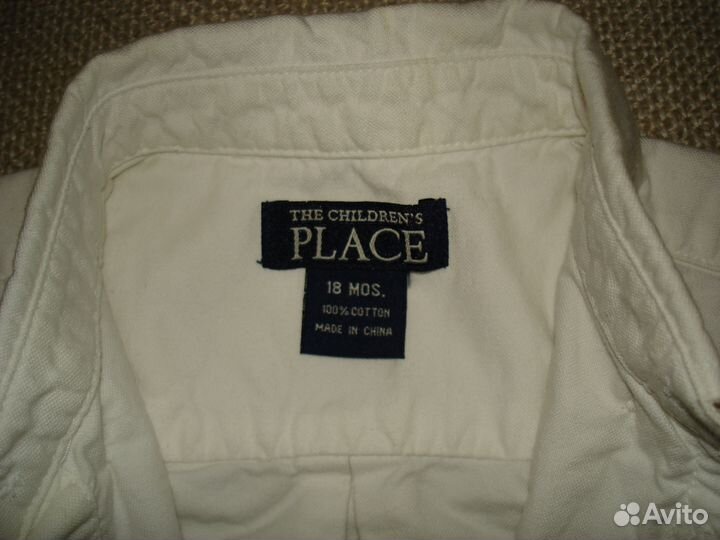 THE CHILDREN'S
PLACE
18 MOS.
100% COTTON
MADE IN CHINA
Avito